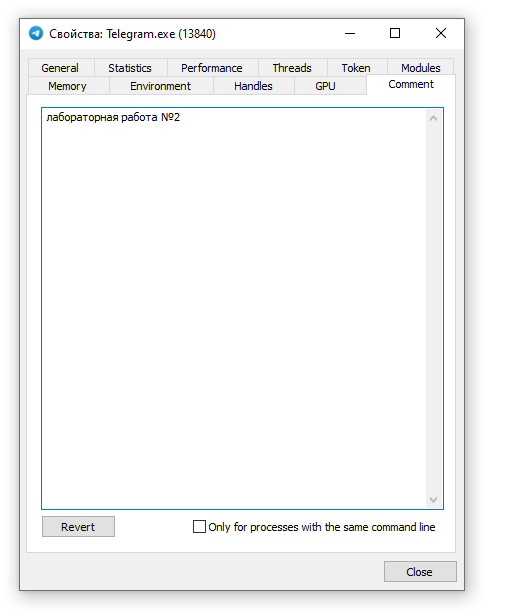 Свойства: Telegram.exe (13840)
General Statistics Performance Threads Token Modules
Memory Environment Handles GPU Comment
лабораторная работа №2
Revert Only for processes with the same command line
Close